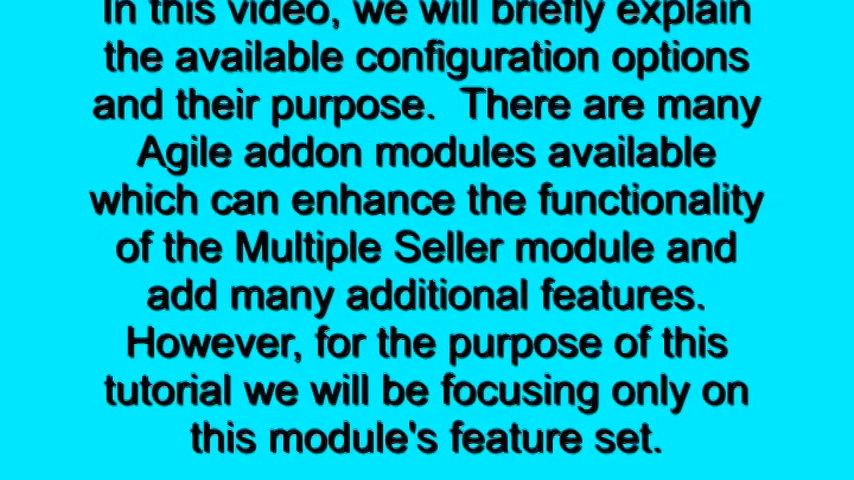 In this video, we will briefly explain
the available configuration options
and their purpose.  There are many
Agile addon modules available
which can enhance the functionality
of the Multiple Seller module and
add many additional features.
However, for the purpose of this
tutorial we will be focusing only on
this module's feature set.